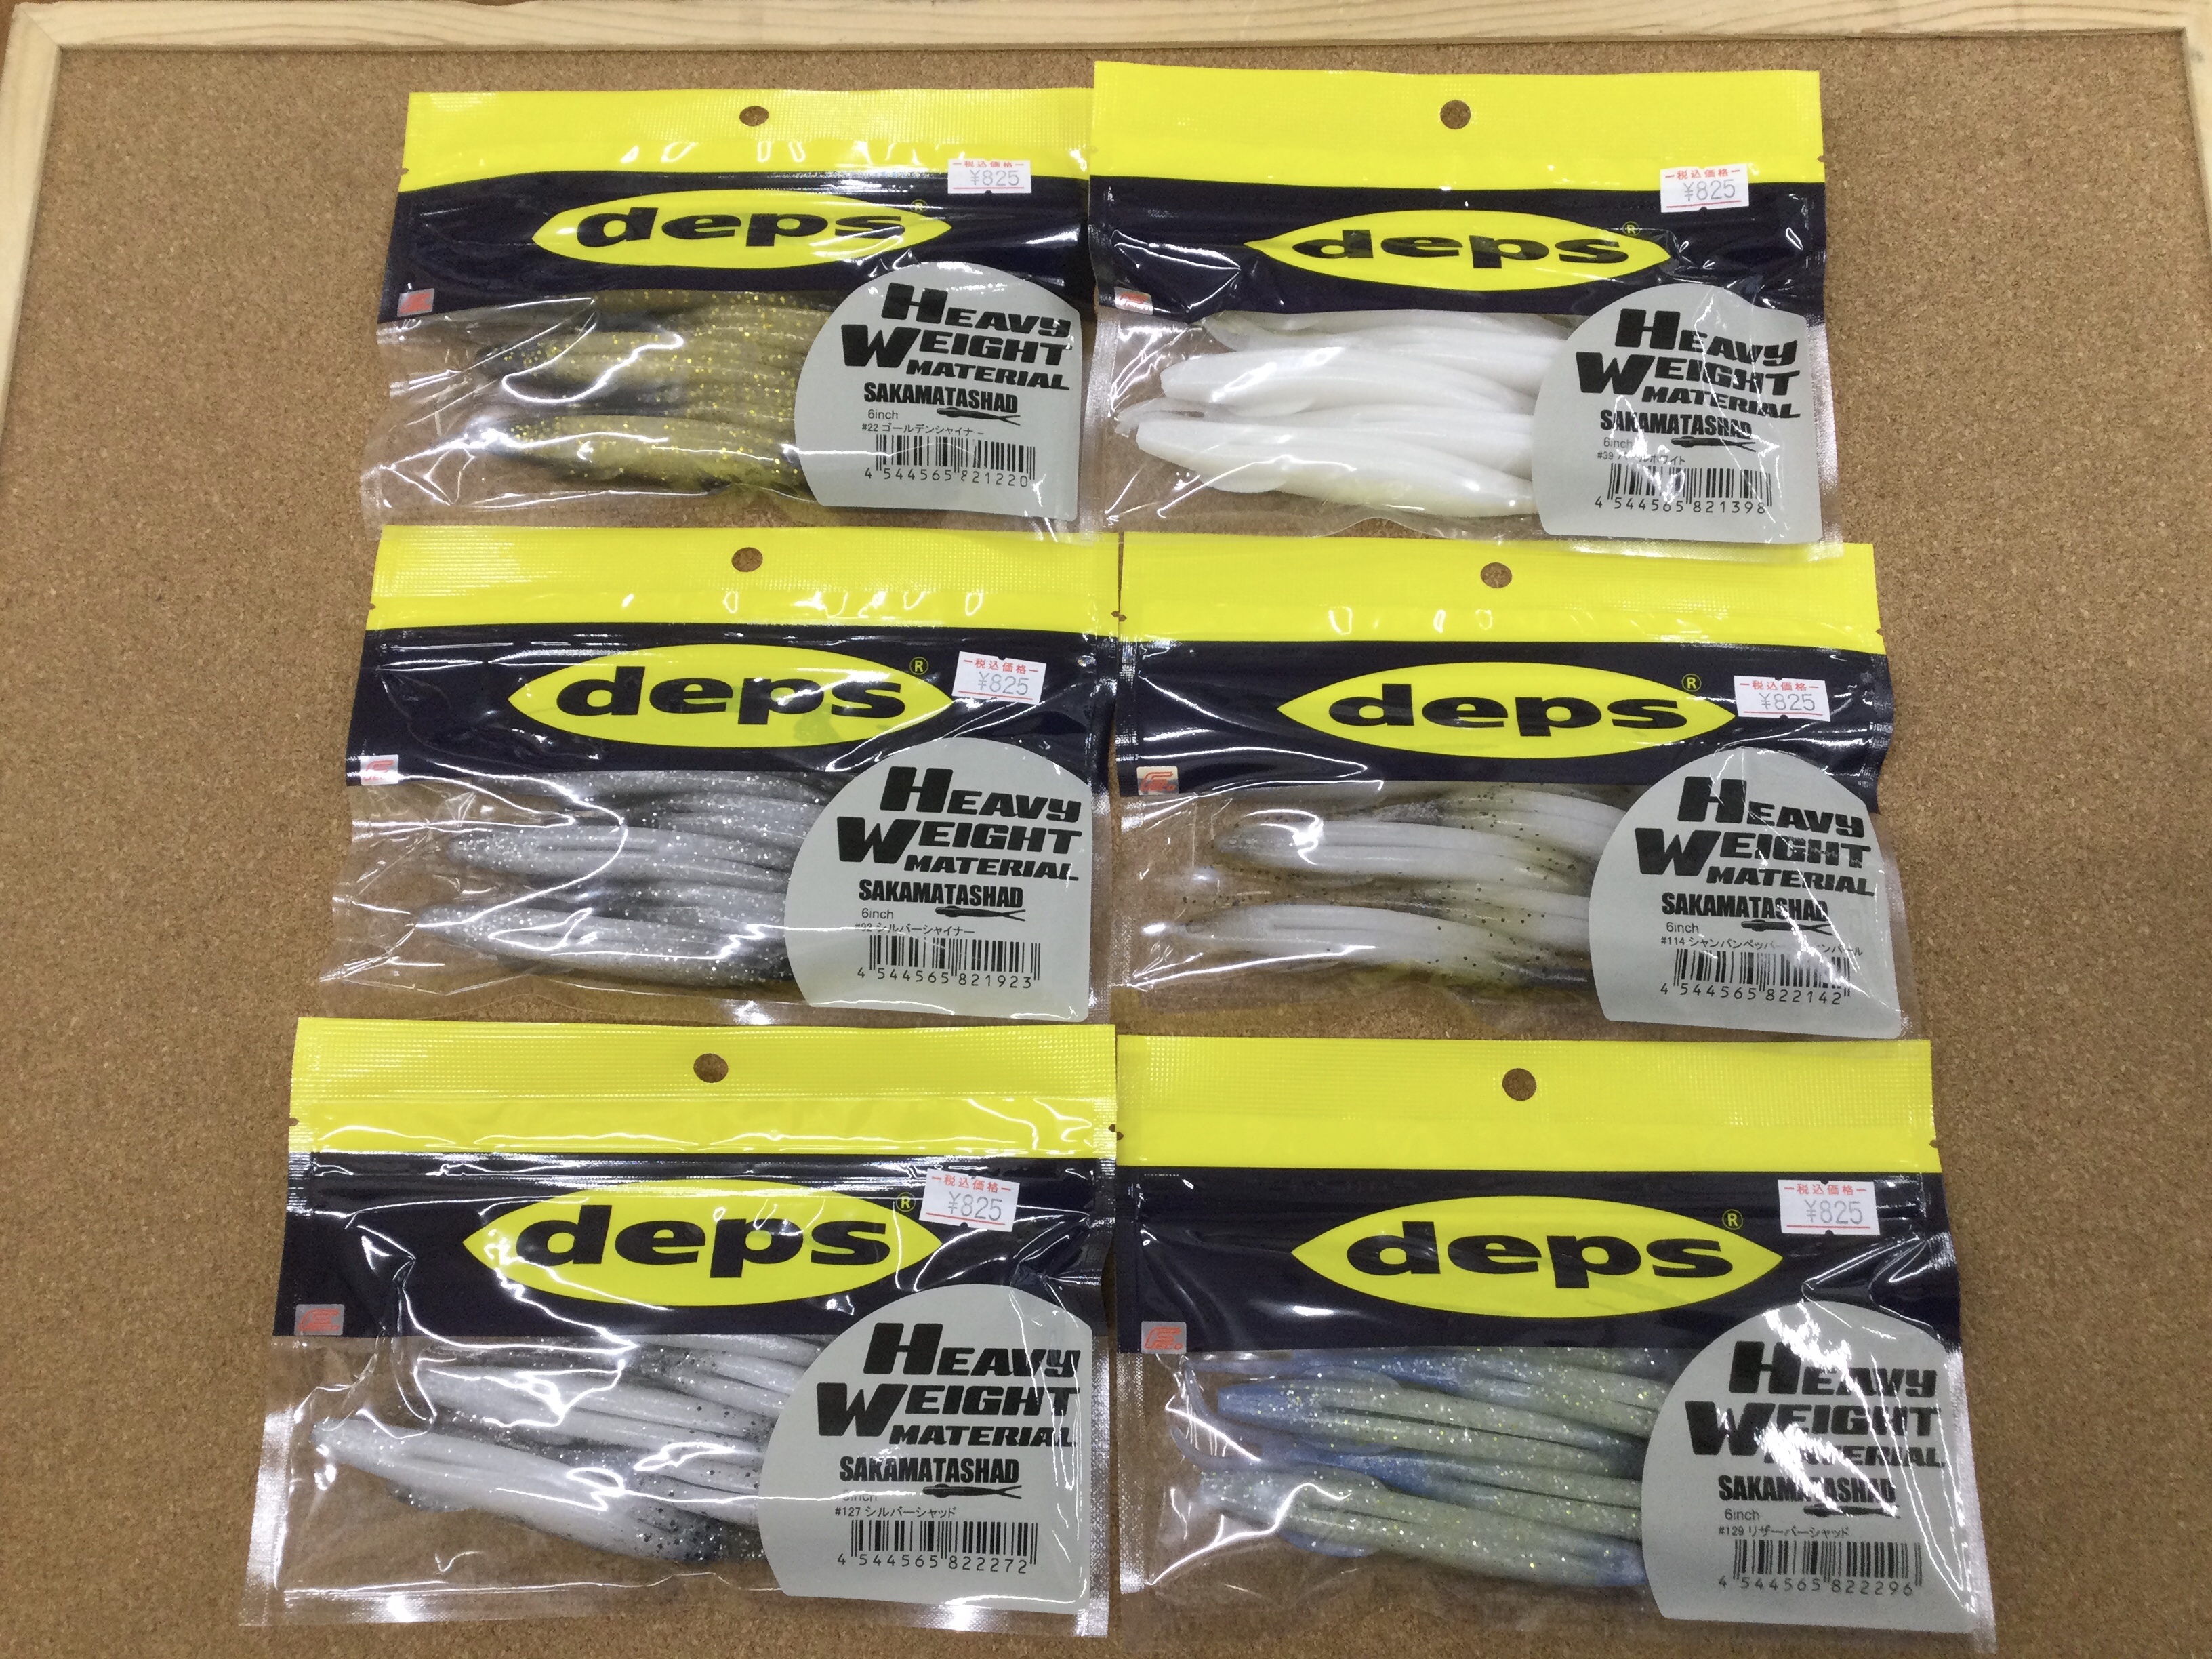 税込価格
¥825
deps®
HEAVY
WEIGHT
MATERIAL
SAKAMATASHAD
6inch
#22 ゴールデンシャイナー
4 544565 821220
税込価格
¥825
deps®
HEAVY
WEIGHT
MATERIAL
SAKAMATASHAD
6inch
#39
4 544565 821398
税込価格
¥825
deps®
HEAVY
WEIGHT
MATERIAL
SAKAMATASHAD
6inch
シルバーシャイナー
4 544565 821923
税込価格
¥825
deps®
HEAVY
WEIGHT
MATERIAL
SAKAMATASHAD
6inch
#114 シャンパンペッパー
4 544565 822142
税込価格
¥825
deps®
HEAVY
WEIGHT
MATERIAL
SAKAMATASHAD
6inch
#127 シルバーシャッド
4 544565 822272
税込価格
¥825
deps®
HEAVY
WEIGHT
MATERIAL
SAKAMATASHAD
6inch
#129 リザーバーシャッド
4 544565 822296